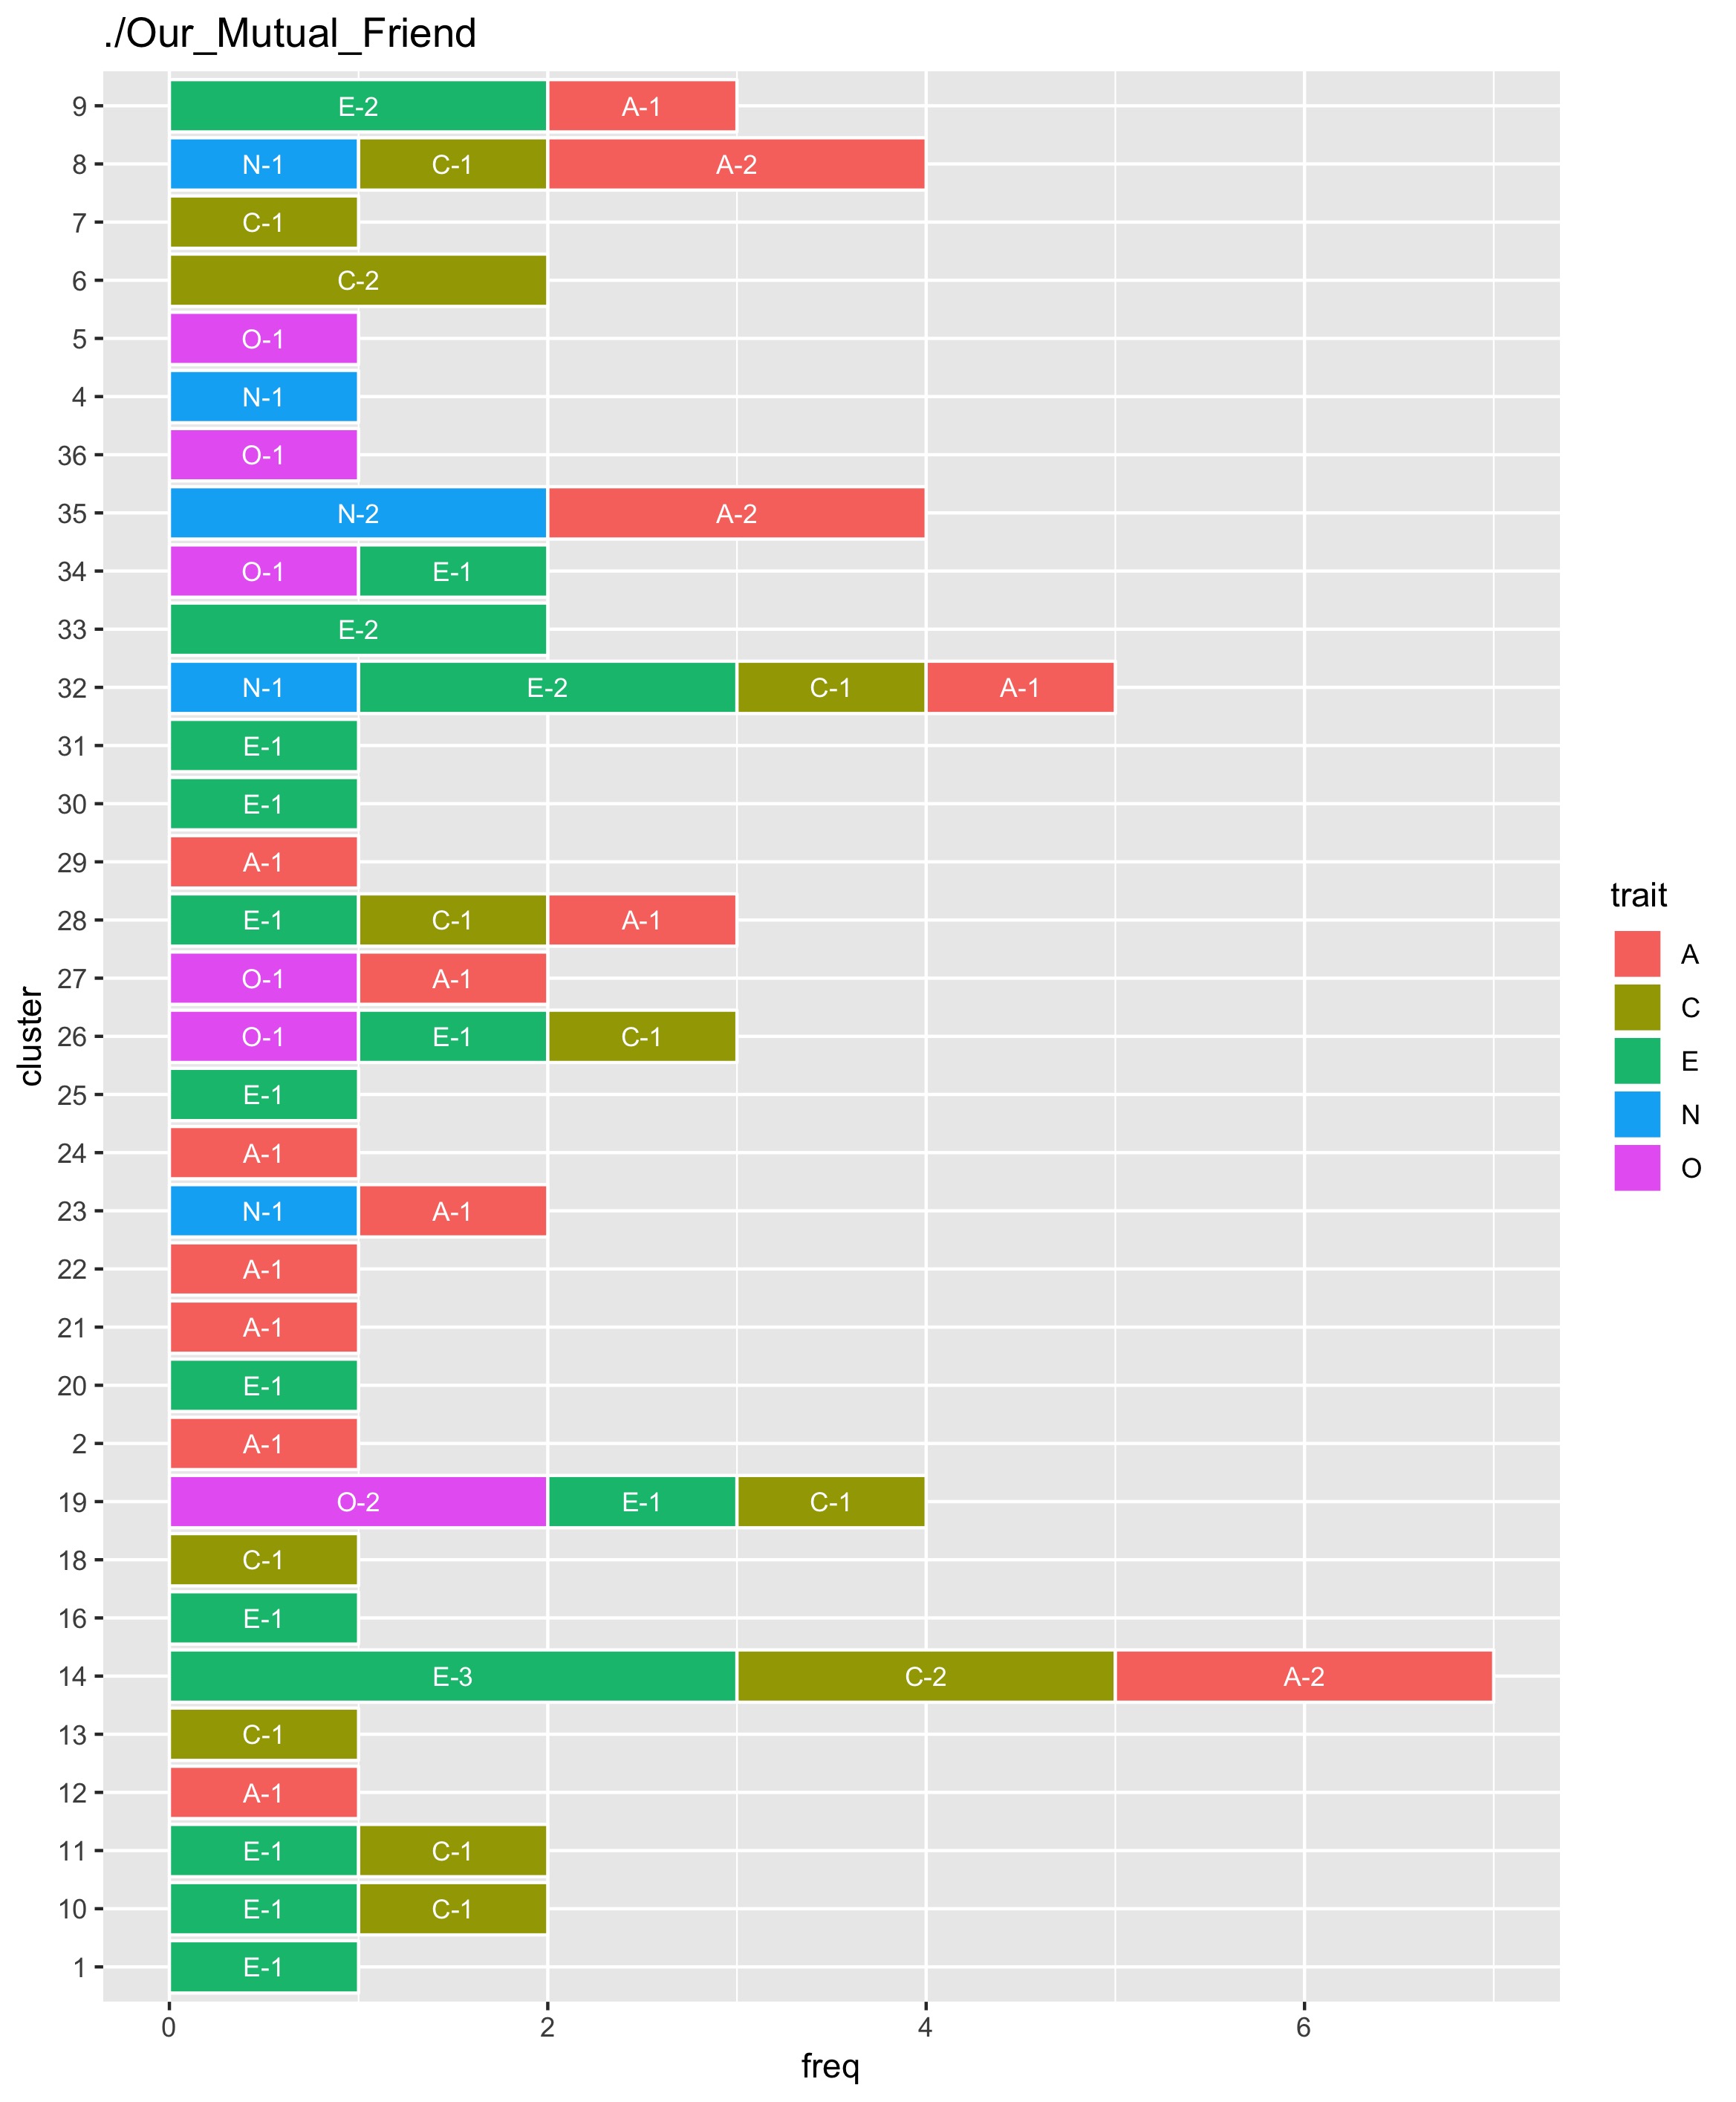 ./Our_Mutual_Friend
9 E-2 A-1
8 N-1 C-1 A-2
7 C-1
6 C-2
5 O-1
4 N-1
36 O-1
35 N-2 A-2
34 O-1 E-1
33 E-2
32 N-1 E-2 C-1 A-1
31 E-1
30 E-1
29 A-1
28 E-1 C-1 A-1
27 O-1 A-1
26 O-1 E-1 C-1
25 E-1
24 A-1
23 N-1 A-1
22 A-1
21 A-1
20 E-1
2 A-1
19 O-2 E-1 C-1
18 C-1
16 E-1
14 E-3 C-2 A-2
13 C-1
12 A-1
11 E-1 C-1
10 E-1 C-1
1 E-1
0 2 4 6
freq
cluster
trait
A
C
E
N
O